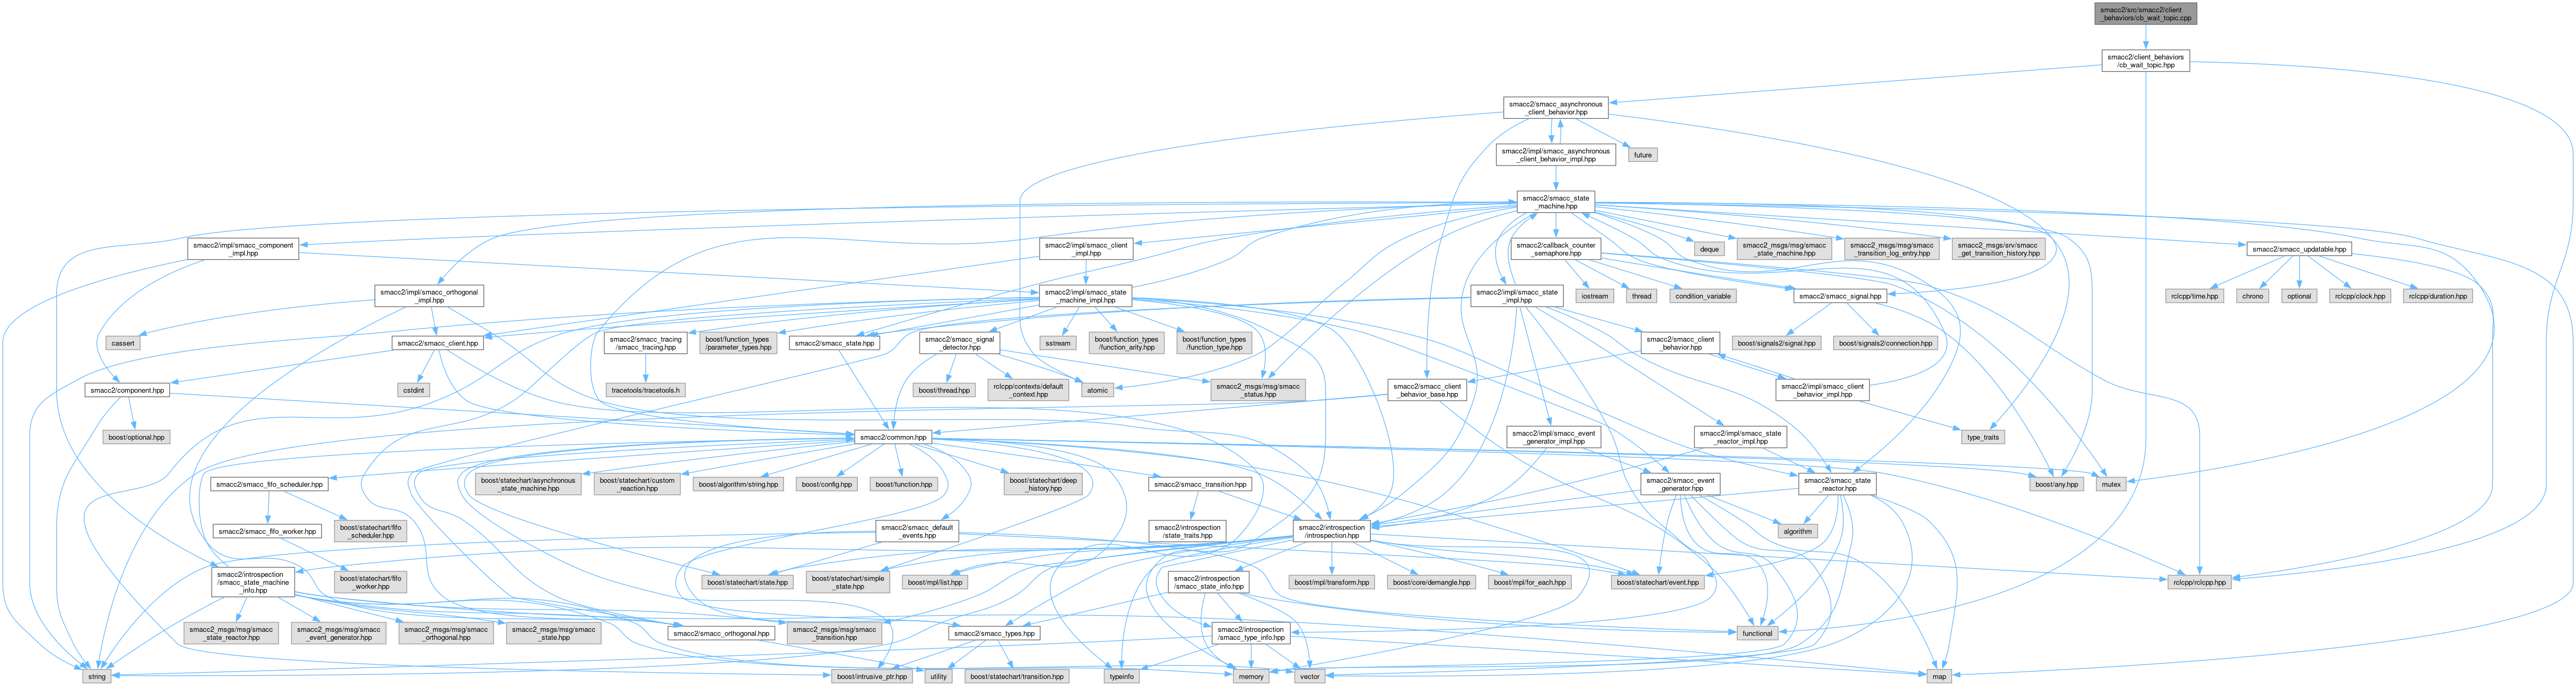 smacc2/src/smacc2/client
_behaviors/cb_wait_topic.cpp
smacc2/client_behaviors
/cb_wait_topic.hpp
smacc2/smacc_asynchronous
_client_behavior.hpp
smacc2/impl/smacc_asynchronous
_client_behavior_impl.hpp
future
smacc2/smacc_state
_machine.hpp
smacc2/impl/smacc_component
_impl.hpp
smacc2/impl/smacc_client
_impl.hpp
smacc2/callback_counter
_semaphore.hpp
deque
smacc2_msgs/msg/smacc
_state_machine.hpp
smacc2_msgs/msg/smacc
_transition_log_entry.hpp
smacc2_msgs/srv/smacc
_get_transition_history.hpp
smacc2/smacc_updatable.hpp
smacc2/impl/smacc_orthogonal
_impl.hpp
smacc2/impl/smacc_state
_machine_impl.hpp
smacc2/impl/smacc_state
_impl.hpp
iostream
thread
condition_variable
smacc2/smacc_signal.hpp
rclcpp/time.hpp
chrono
optional
rclcpp/clock.hpp
rclcpp/duration.hpp
cassert
smacc2/smacc_client.hpp
smacc2/smacc_tracing
/smacc_tracing.hpp
boost/function_types
/parameter_types.hpp
smacc2/smacc_state.hpp
smacc2/smacc_signal
_detector.hpp
sstream
boost/function_types
/function_arity.hpp
boost/function_types
/function_type.hpp
smacc2/smacc_client
_behavior.hpp
boost/signals2/signal.hpp
boost/signals2/connection.hpp
smacc2/component.hpp
cstdint
tracetools/tracetools.h
boost/thread.hpp
rclcpp/contexts/default
_context.hpp
atomic
smacc2_msgs/msg/smacc
_status.hpp
smacc2/smacc_client
_behavior_base.hpp
smacc2/impl/smacc_client
_behavior_impl.hpp
boost/optional.hpp
smacc2/common.hpp
smacc2/impl/smacc_event
_generator_impl.hpp
smacc2/impl/smacc_state
_reactor_impl.hpp
type_traits
smacc2/smacc_fifo_scheduler.hpp
boost/statechart/asynchronous
_state_machine.hpp
boost/statechart/custom
_reaction.hpp
boost/algorithm/string.hpp
boost/config.hpp
boost/function.hpp
boost/statechart/deep
_history.hpp
smacc2/smacc_transition.hpp
smacc2/smacc_event
_generator.hpp
smacc2/smacc_state
_reactor.hpp
boost/any.hpp
mutex
smacc2/smacc_fifo_worker.hpp
boost/statechart/fifo
_scheduler.hpp
smacc2/smacc_default
_events.hpp
smacc2/introspection
/state_traits.hpp
smacc2/introspection
/introspection.hpp
algorithm
smacc2/introspection
/smacc_state_machine
_info.hpp
boost/statechart/fifo
_worker.hpp
boost/statechart/state.hpp
boost/statechart/simple
_state.hpp
boost/mpl/list.hpp
smacc2/introspection
/smacc_state_info.hpp
boost/mpl/transform.hpp
boost/core/demangle.hpp
boost/mpl/for_each.hpp
boost/statechart/event.hpp
rclcpp/rclcpp.hpp
smacc2_msgs/msg/smacc
_state_reactor.hpp
smacc2_msgs/msg/smacc
_event_generator.hpp
smacc2_msgs/msg/smacc
_orthogonal.hpp
smacc2_msgs/msg/smacc
_state.hpp
smacc2/smacc_orthogonal.hpp
smacc2_msgs/msg/smacc
_transition.hpp
smacc2/smacc_types.hpp
smacc2/introspection
/smacc_type_info.hpp
functional
string
boost/intrusive_ptr.hpp
utility
boost/statechart/transition.hpp
typeinfo
memory
vector
map